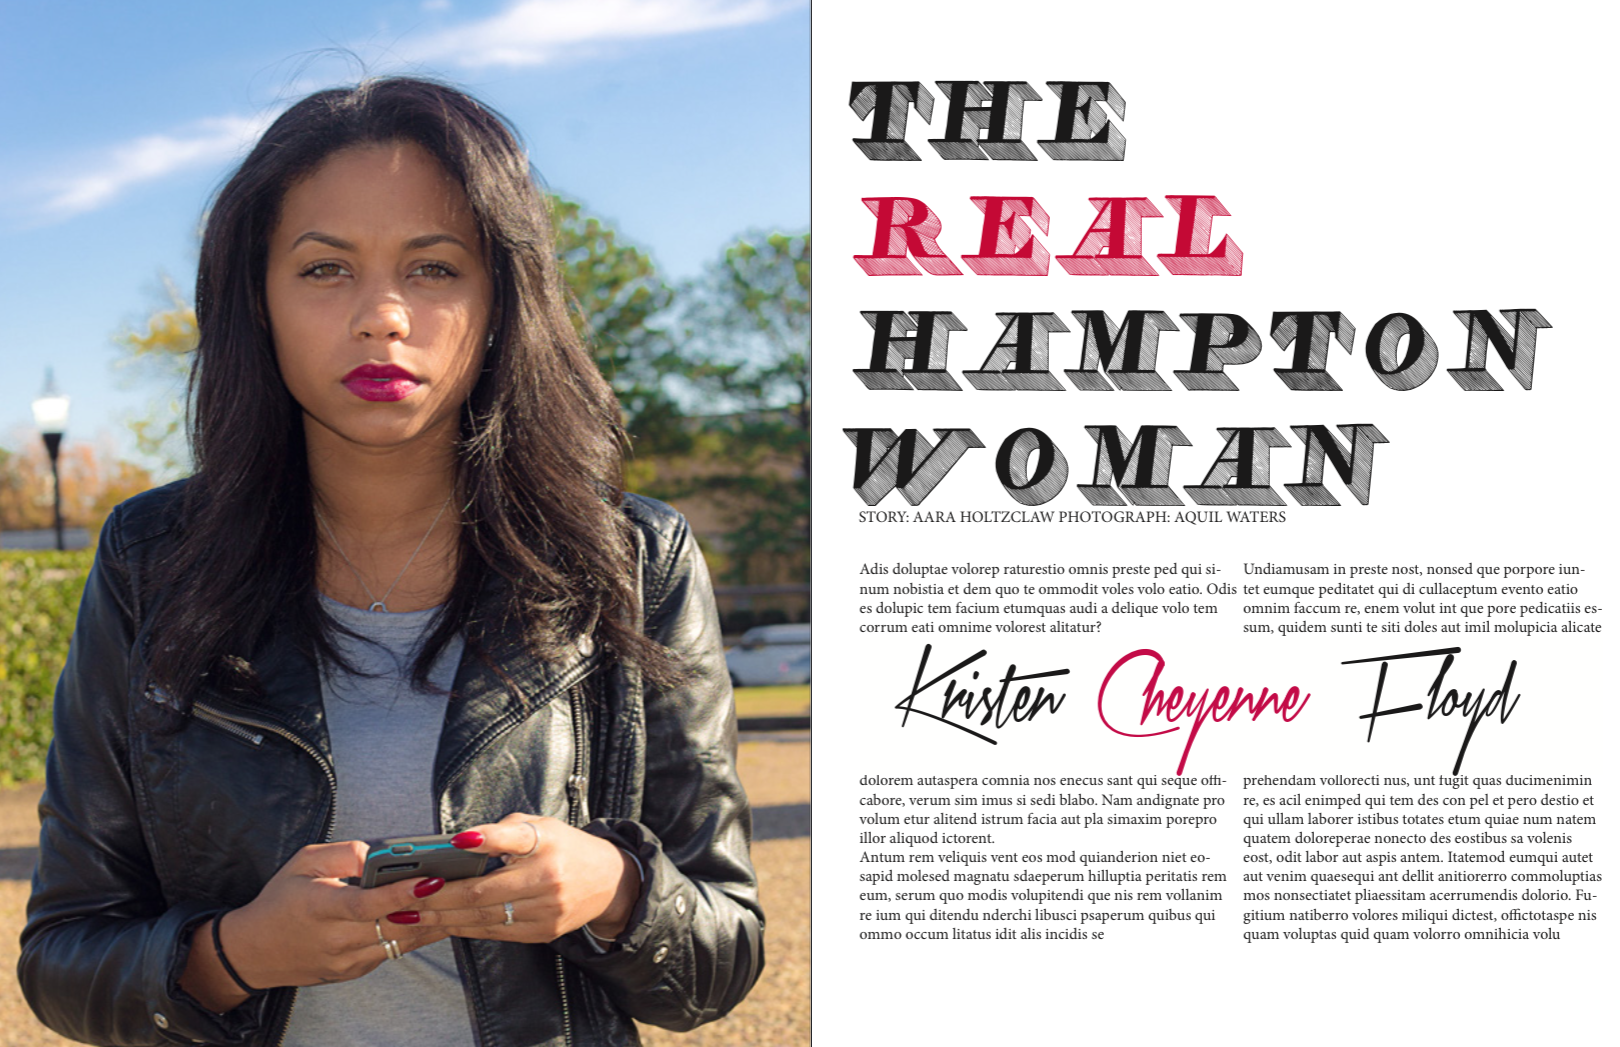 THE
REAL
HAMPTON
WOMAN
STORY: AARA HOLTZCLAW PHOTOGRAPH: AQUIL WATERS
Adis doluptae volorep raturestio omnis preste ped qui si-
num nobistia et dem quo te ommodit voles volo eatio. Odis
es dolupic tem facium etumquas audi a delique volo tem
corrum eati omnime volorest alitatur?
Undiamusam in preste nost, nonsed que porpore iun-
tet eumque peditatet qui di cullaceptum evento eatio
omnim faccum re, enem volut int que pore pedicatiis es-
sum, quidem sunti te siti doles aut imil molupicia alicate
Kristen Cheyenne Floyd
dolorem autaspera comnia nos enecus sant qui seque offi-
cabore, verum sim imus si sedi blabo. Nam andignate pro
volum etur alitend istrum facia aut pla simaxim porepro
illor aliquod ictorent.
Antum rem veliquis vent eos mod quianderion niet eo-
sapid molesed magnatu sdaeperum hilluptia peritatis rem
eum, serum quo modis volupitendi que nis rem vollanim
re ium qui ditendu nderchi libusci psaperum quibus qui
ommo occum litatus idit alis incidis se
prehendam vollorecti nus, unt fugit quas ducimenimin
re, es acil enimped qui tem des con pel et pero destio et
qui ullam laborer istibus totates etum quiae num natem
quatem doloreperae nonecto des eostibus sa volenis
eost, odit labor aut aspis antem. Itatemod eumqui autet
aut venim quaesequi ant dellit anitiorerro commoluptias
mos nonsectiatet pliaessitam acerrumendis dolorio. Fu-
gitium natiberro volores miliqui dictest, offictotaspe nis
quam voluptas quid quam volorro omnihicia volu